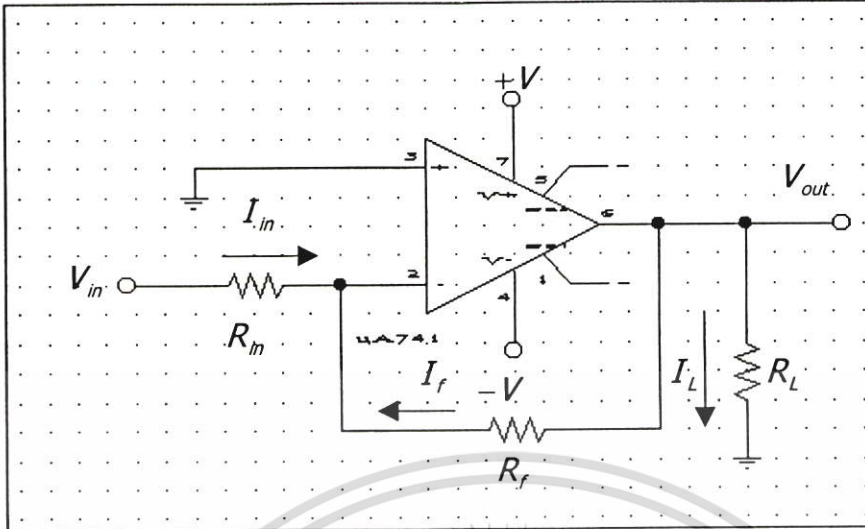 +V
3
+
7
5
V+
6
V_out
I_in
V_in
R_in
2
-
V-
4
1
uA741
I_f
-V
I_L
R_L
R_f